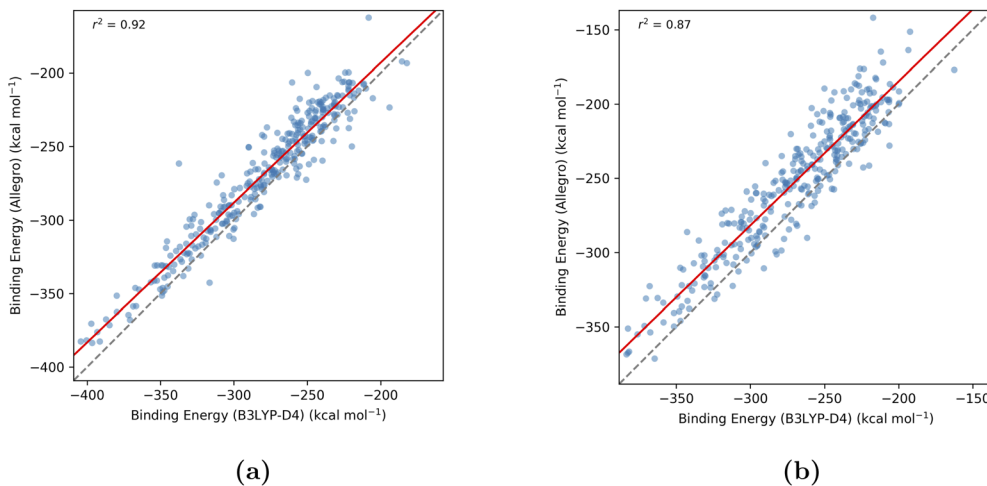 r² = 0.92
Binding Energy (Allegro) (kcal mol⁻¹)
−200
−250
−300
−350
−400
−400
−350
−300
−250
−200
Binding Energy (B3LYP-D4) (kcal mol⁻¹)
(a)
r² = 0.87
Binding Energy (Allegro) (kcal mol⁻¹)
−150
−200
−250
−300
−350
−350
−300
−250
−200
−150
Binding Energy (B3LYP-D4) (kcal mol⁻¹)
(b)